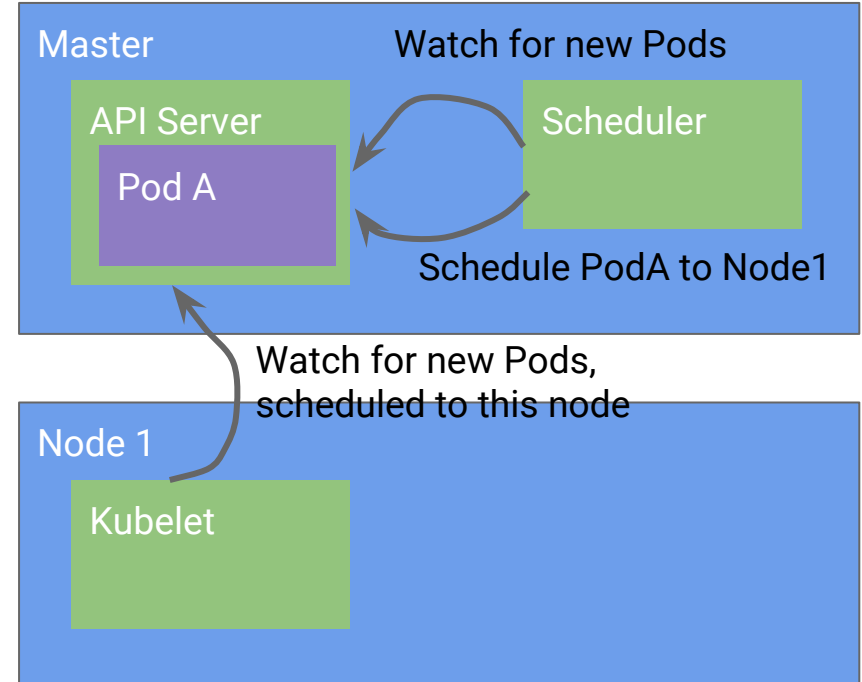 Master
Watch for new Pods
API Server
Scheduler
Pod A
Schedule PodA to Node1
Watch for new Pods,
scheduled to this node
Node 1
Kubelet